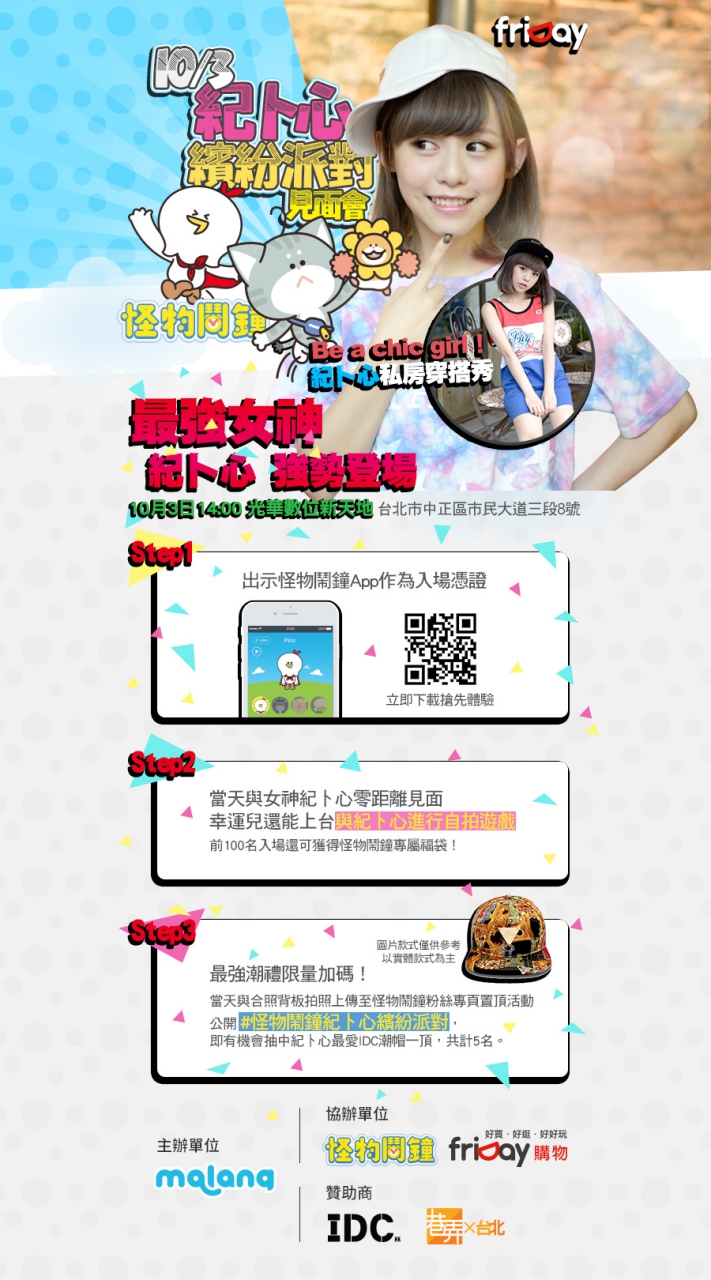 friDay
10/3
紀卜心
繽紛派對
見面會
怪物鬧鐘
Be a chic girl！
紀卜心私房穿搭秀
最強女神
紀卜心 強勢登場
10月3日14:00 光華數位新天地 台北市中正區市民大道三段8號
Step1
出示怪物鬧鐘App作為入場憑證
Pico
立即下載搶先體驗
Step2
當天與女神紀卜心零距離見面
幸運兒還能上台與紀卜心進行自拍遊戲
前100名入場還可獲得怪物鬧鐘專屬福袋！
Step3
圖片款式僅供參考
以實體款式為主
最強潮禮限量加碼！
當天與合照背板拍照上傳至怪物鬧鐘粉絲專頁置頂活動
公開 #怪物鬧鐘紀卜心繽紛派對，
即有機會抽中紀卜心最愛IDC潮帽一頂，共計5名。
主辦單位
malang
協辦單位
怪物鬧鐘
好買·好逛·好好玩
friDay 購物
贊助商
IDC
巷弄×台北